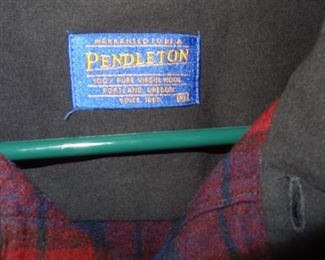 WARRANTED TO BE A
PENDLETON
100% PURE VIRGIN WOOL
PORTLAND, OREGON
SINCE 1863